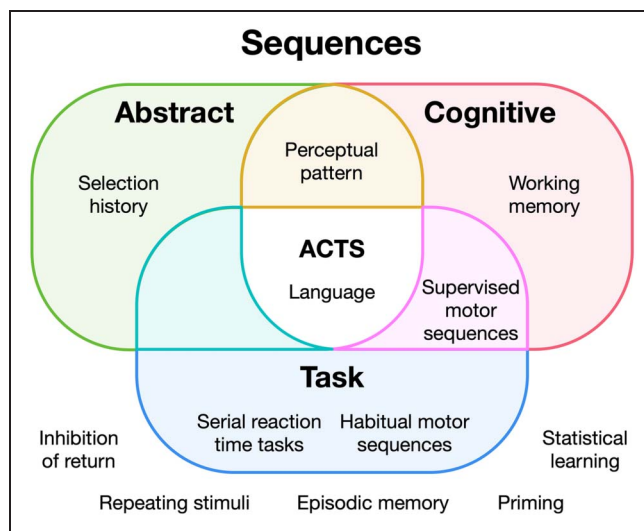 Sequences
Abstract
Cognitive
Perceptual
pattern
Selection
history
Working
memory
ACTS
Language
Supervised
motor
sequences
Task
Serial reaction
time tasks
Habitual motor
sequences
Inhibition
of return
Statistical
learning
Repeating stimuli
Episodic memory
Priming